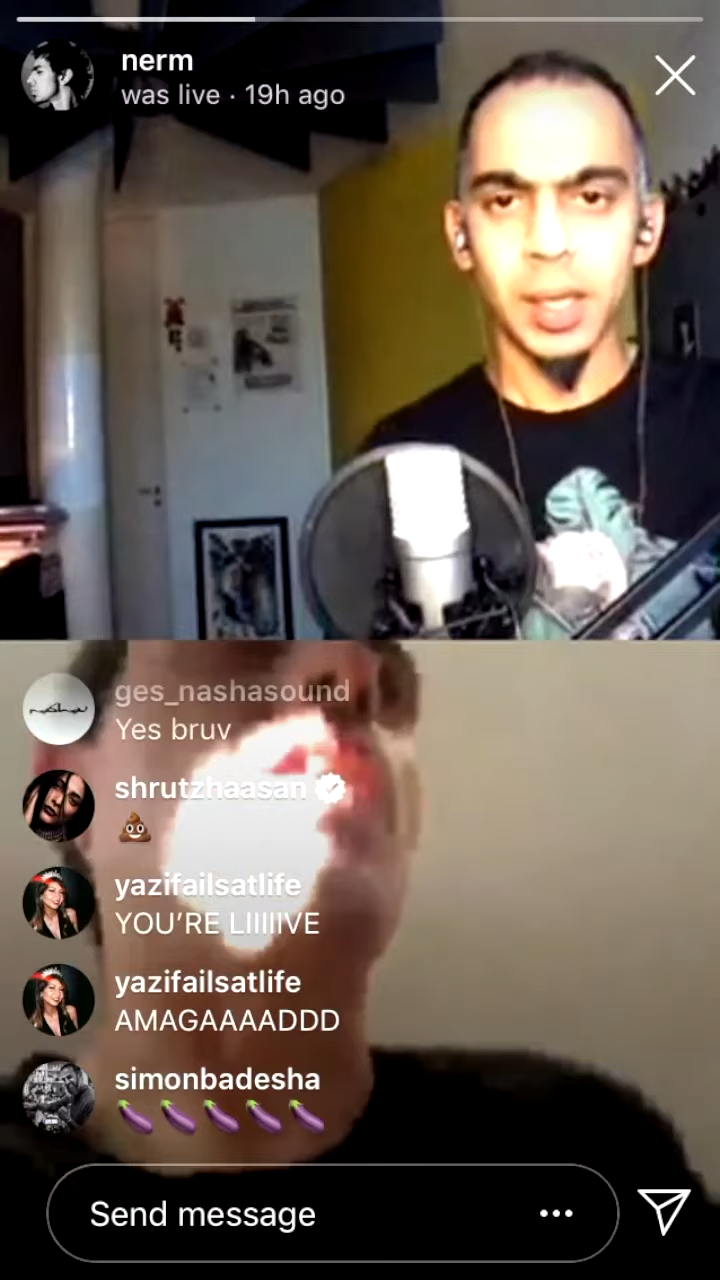 nerm
was live · 19h ago
ges_nashasound
Yes bruv
shrutzhaasan
💩
yazifailsatlife
YOU’RE LIIIIIVE
yazifailsatlife
AMAGAAAADDD
simonbadesha
🍆🍆🍆🍆🍆
Send message